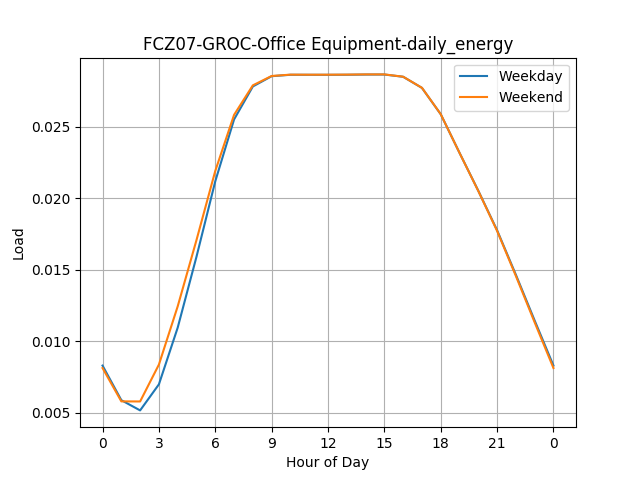 FCZ07-GROC-Office Equipment-daily_energy
Weekday
Weekend
0.025
0.020
0.015
0.010
0.005
Load
0 3 6 9 12 15 18 21 0
Hour of Day